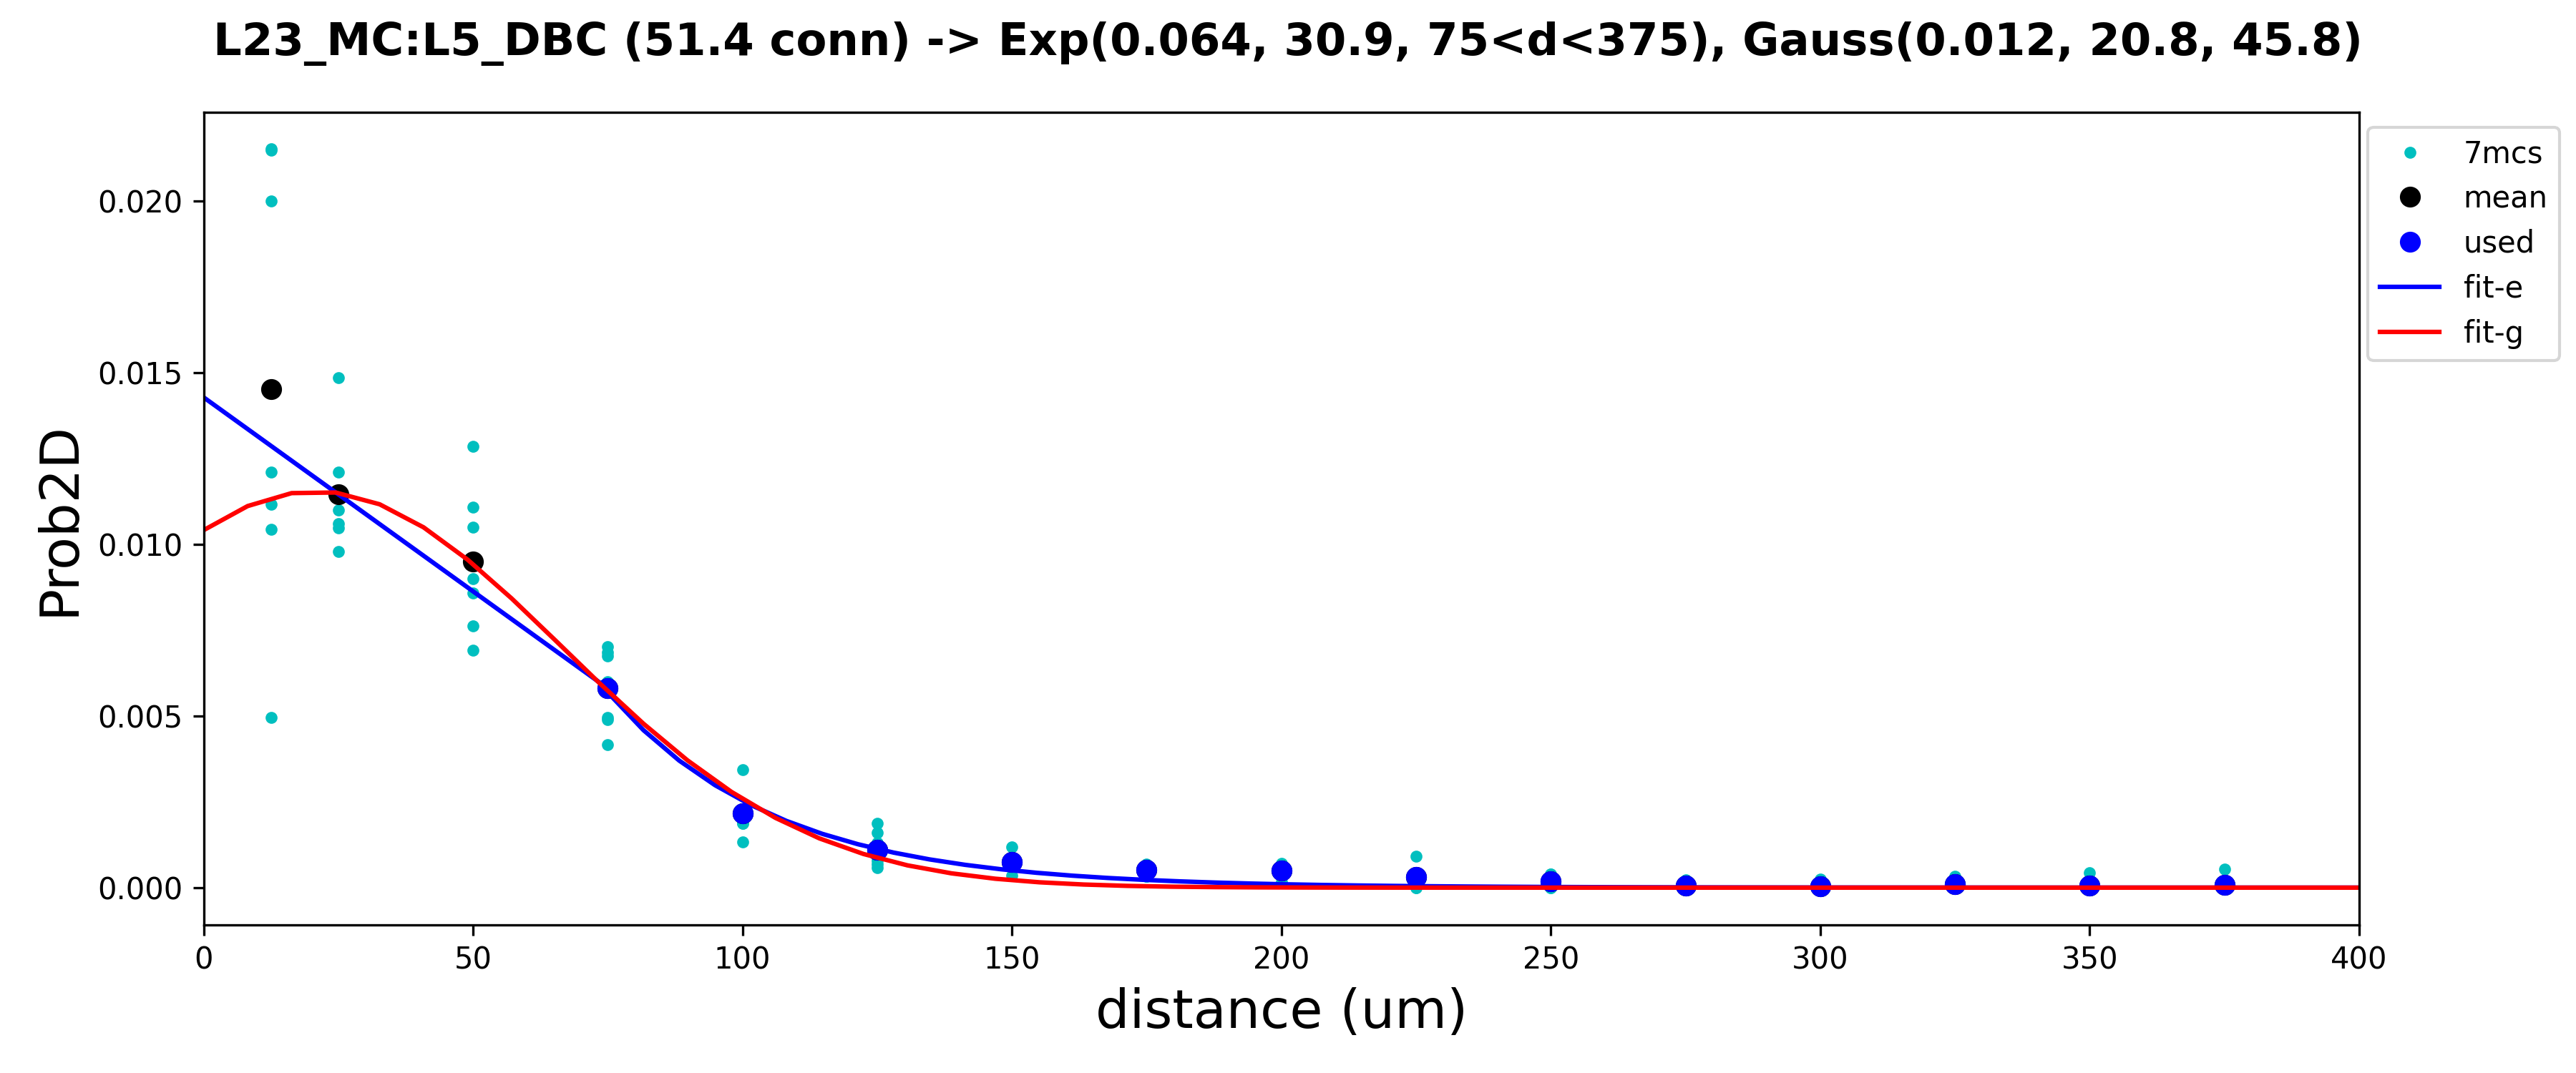 L23_MC:L5_DBC (51.4 conn) -> Exp(0.064, 30.9, 75<d<375), Gauss(0.012, 20.8, 45.8)
7mcs
mean
used
fit-e
fit-g
Prob2D
0.020
0.015
0.010
0.005
0.000
0 50 100 150 200 250 300 350 400
distance (um)